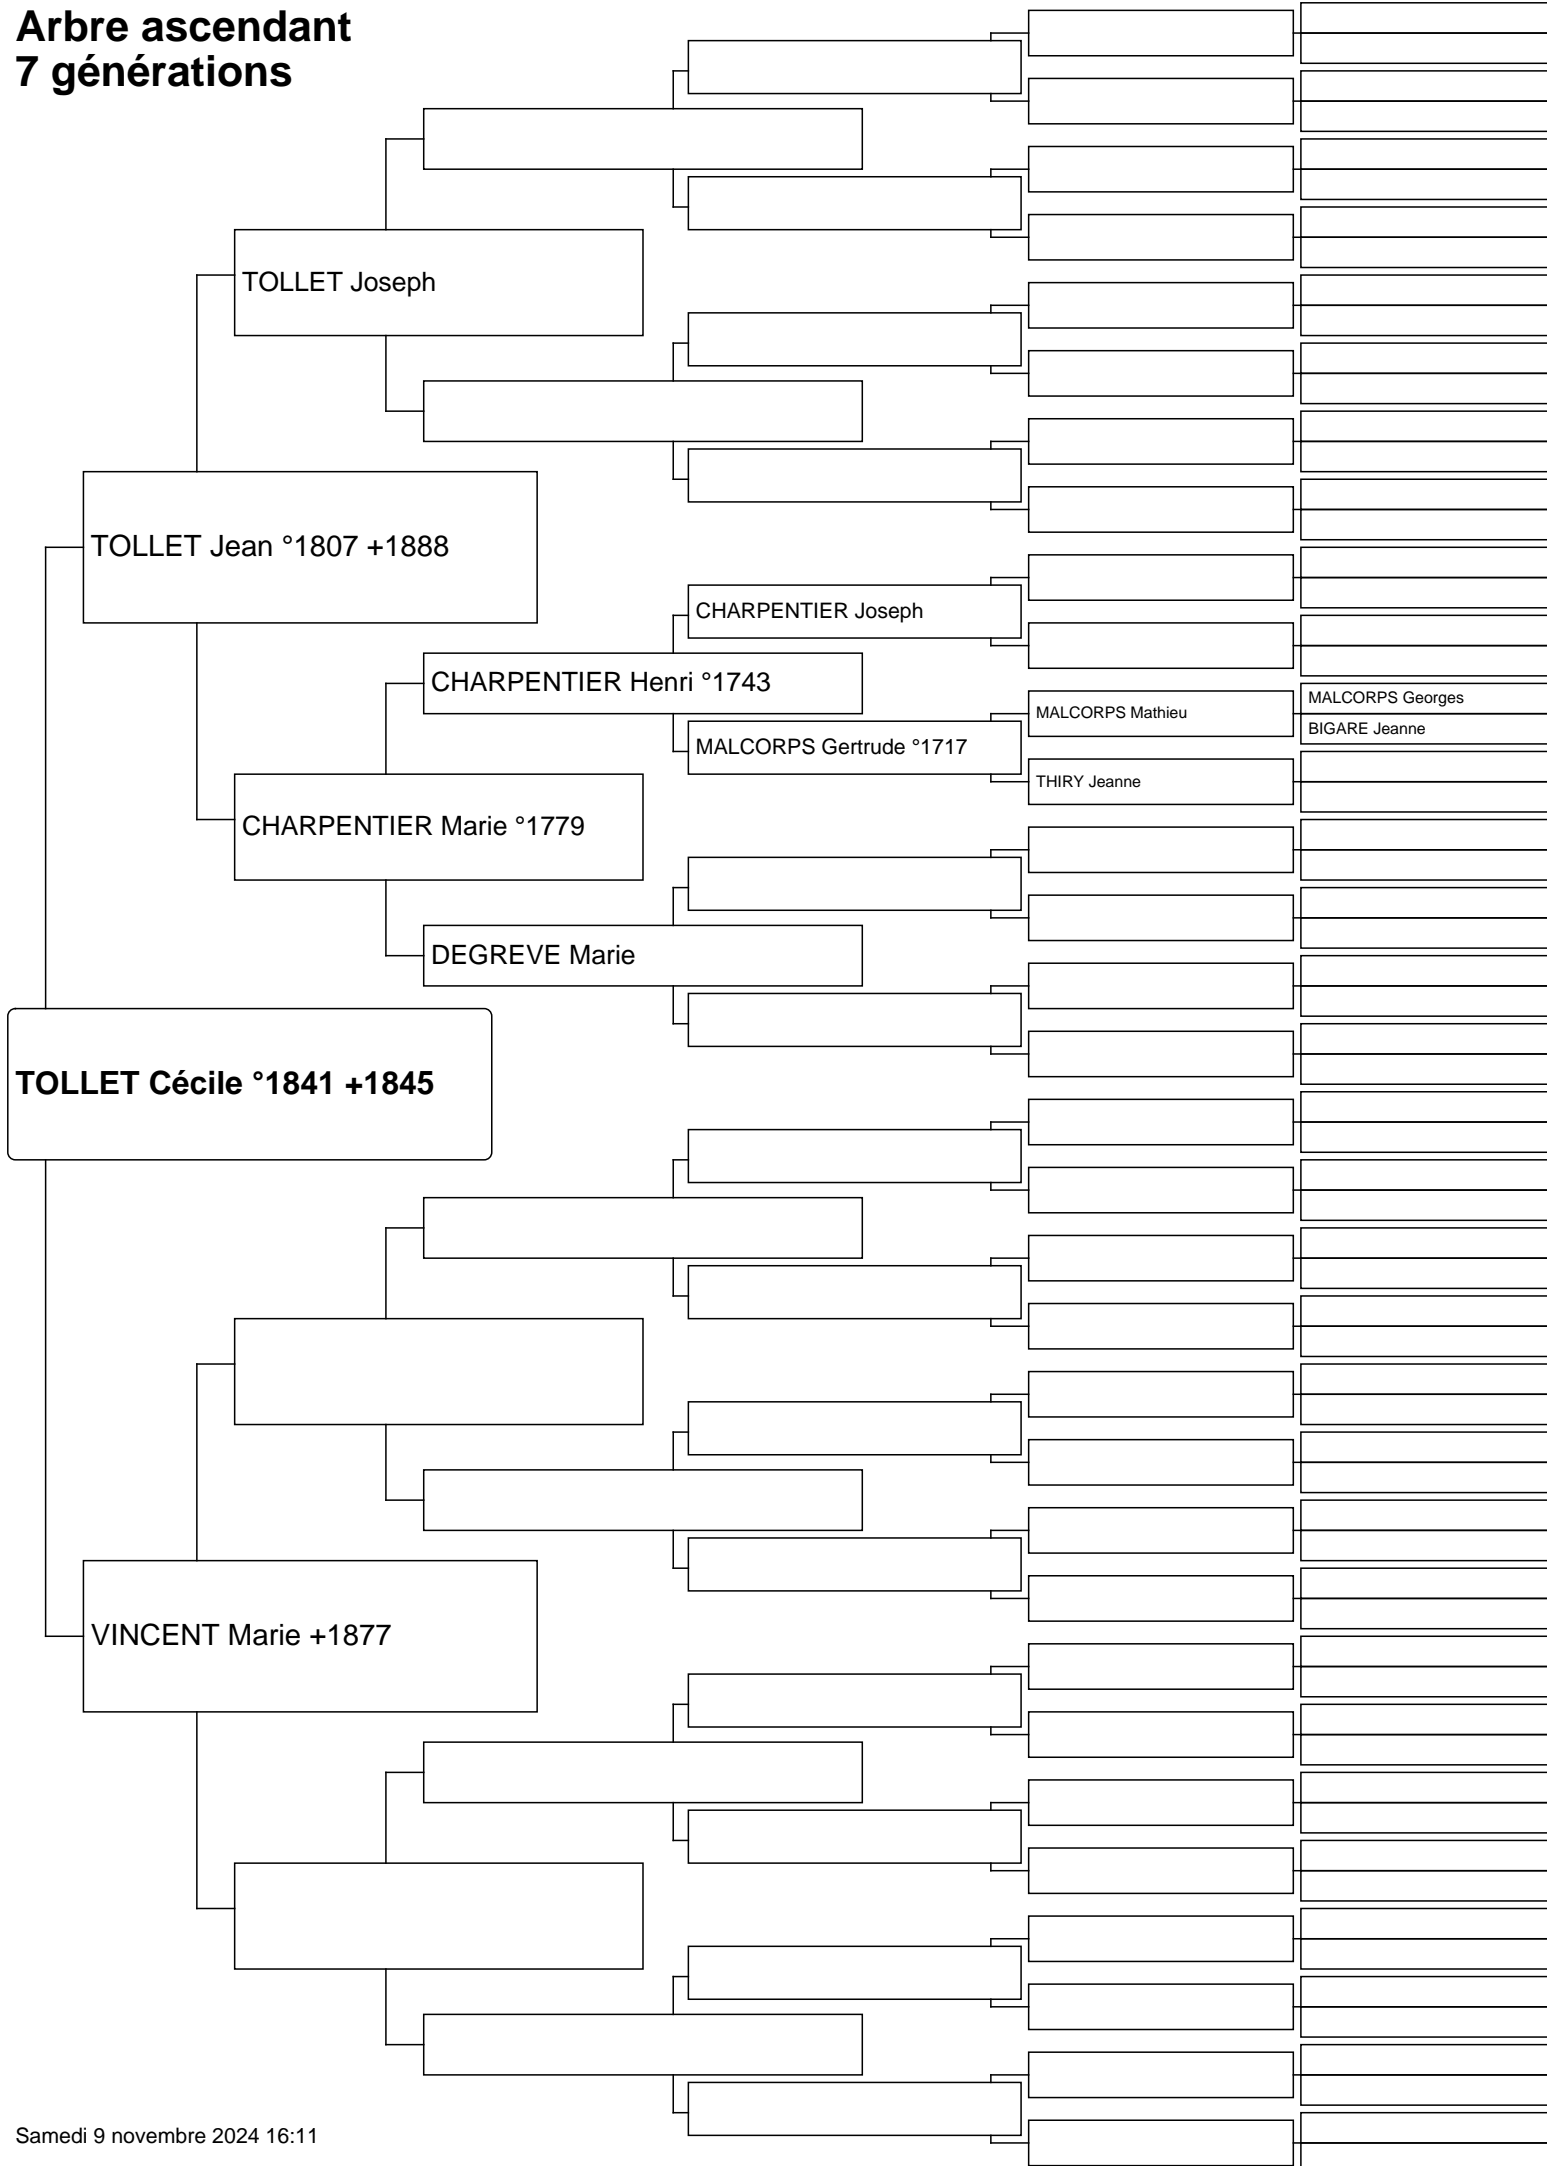 Arbre ascendant
7 générations
TOLLET Joseph
TOLLET Jean °1807 +1888
CHARPENTIER Joseph
CHARPENTIER Henri °1743
MALCORPS Georges
MALCORPS Mathieu
BIGARE Jeanne
MALCORPS Gertrude °1717
THIRY Jeanne
CHARPENTIER Marie °1779
DEGREVE Marie
TOLLET Cécile °1841 +1845
VINCENT Marie +1877
Samedi 9 novembre 2024 16:11